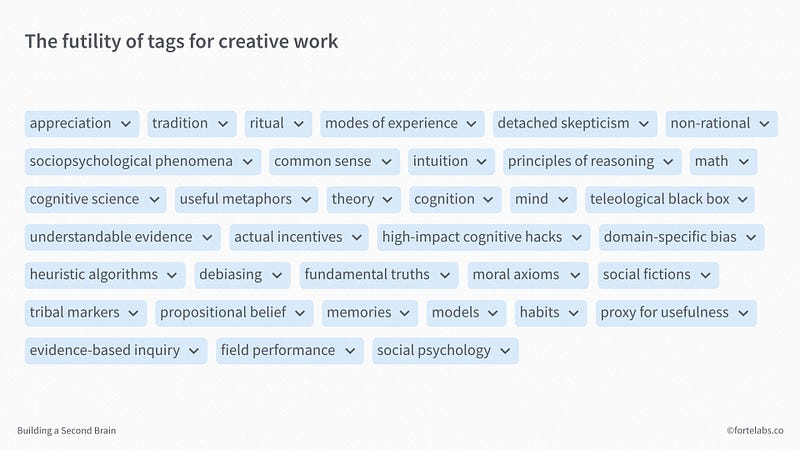 The futility of tags for creative work
appreciation tradition ritual modes of experience detached skepticism non-rational
sociopsychological phenomena common sense intuition principles of reasoning math
cognitive science useful metaphors theory cognition mind teleological black box
understandable evidence actual incentives high-impact cognitive hacks domain-specific bias
heuristic algorithms debiasing fundamental truths moral axioms social fictions
tribal markers propositional belief memories models habits proxy for usefulness
evidence-based inquiry field performance social psychology
Building a Second Brain ©fortelabs.co